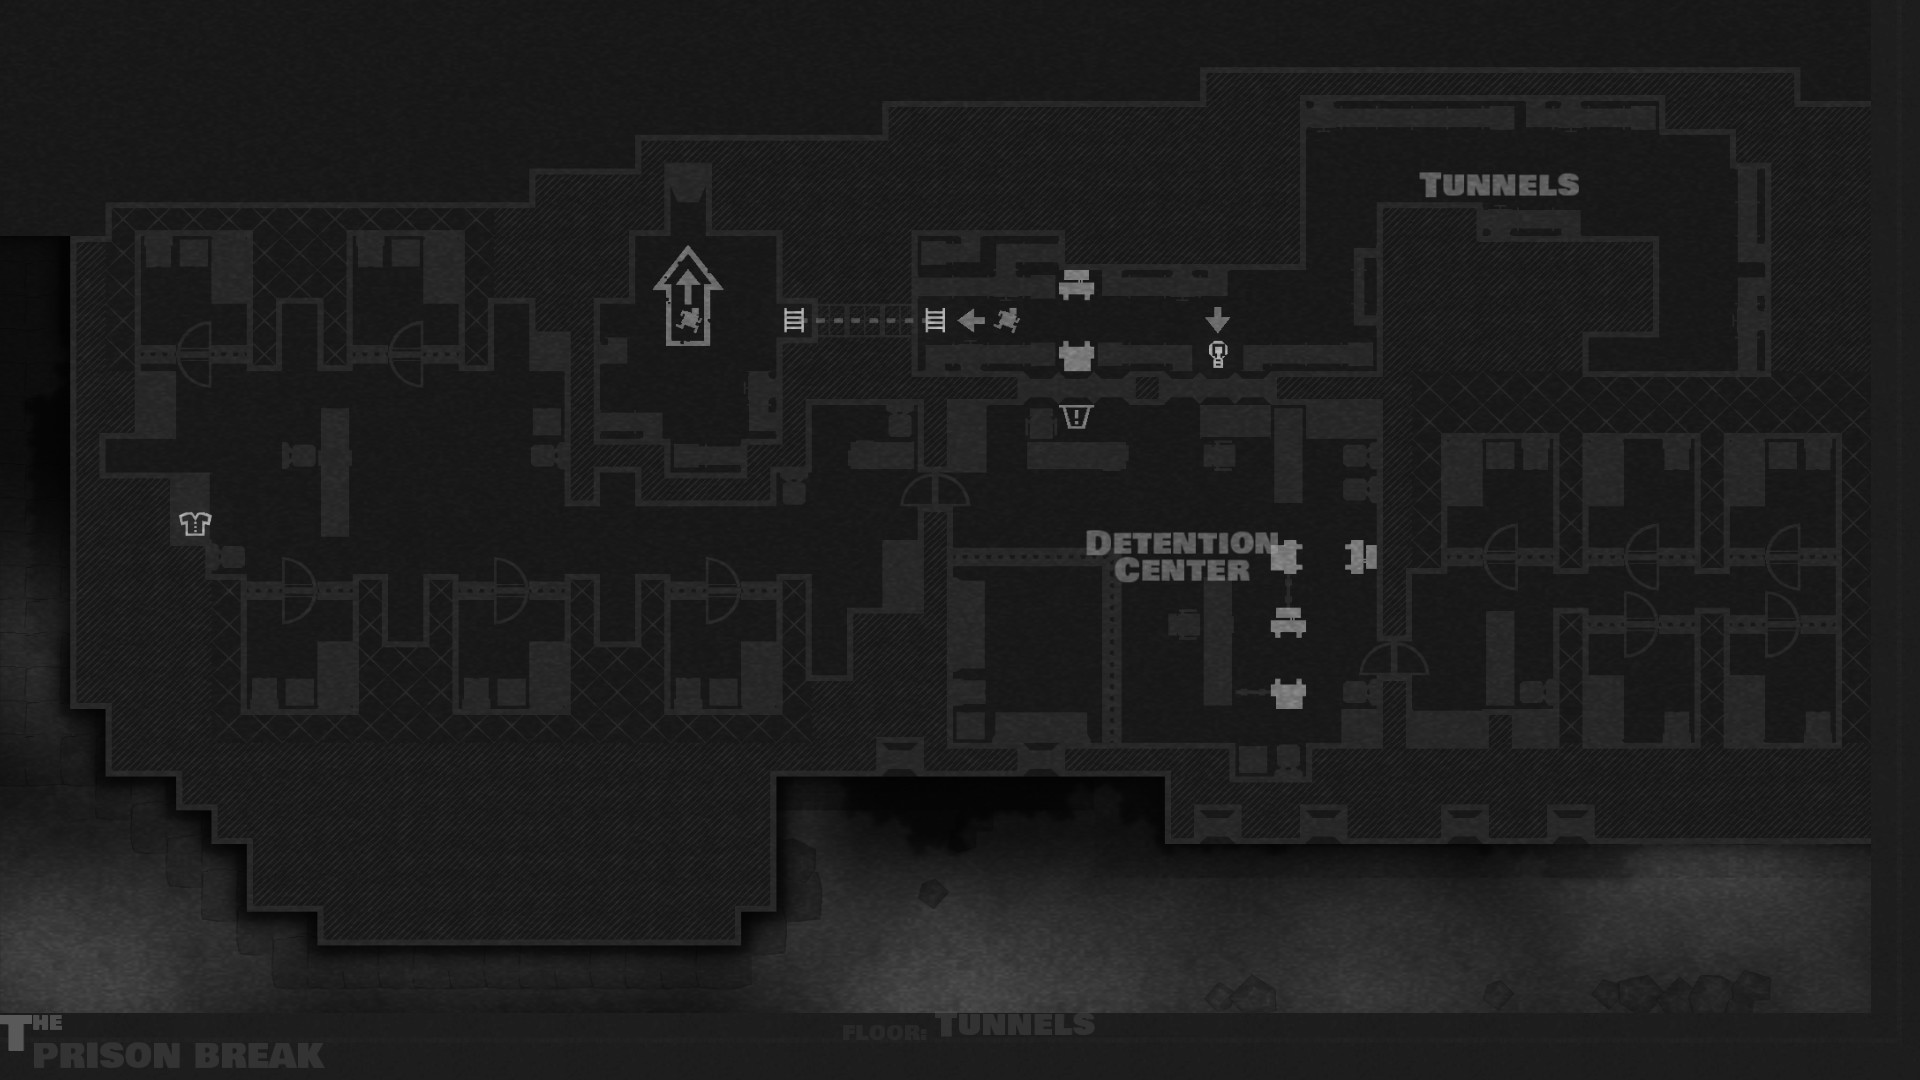 TUNNELS
DETENTION
CENTER
THE
PRISON BREAK
FLOOR: TUNNELS